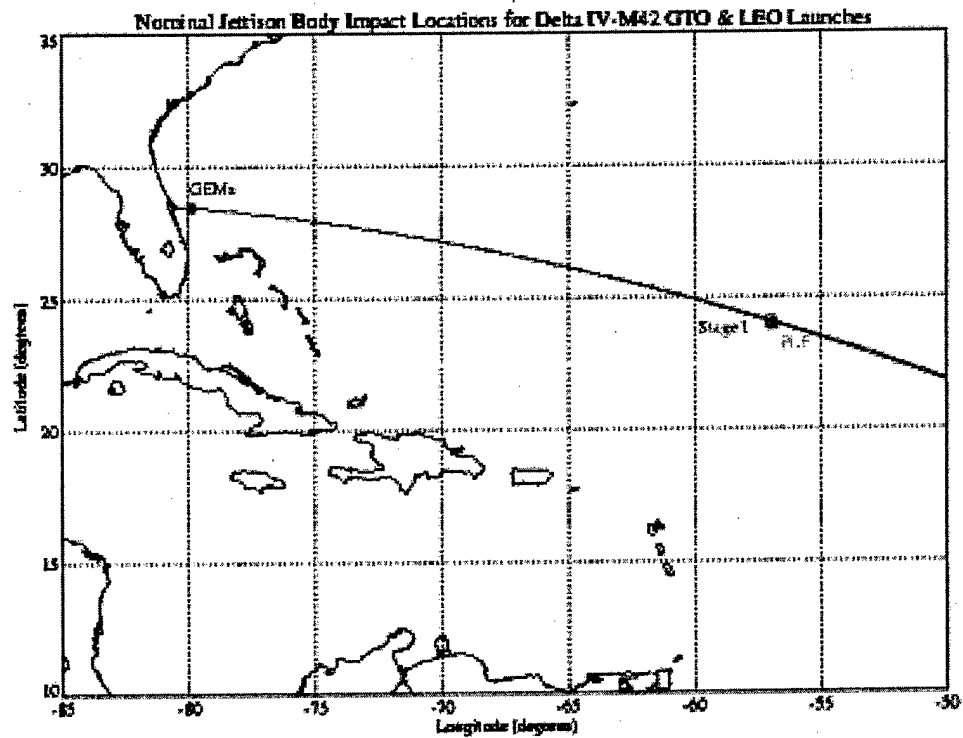 Nominal Jettison Body Impact Locations for Delta IV-M42 GTO & LEO Launches
35
30
GEMs
25
Stage I
PLF
Latitude (degrees)
20
15
10
-85
-80
-75
-70
-65
-60
-55
-50
Longitude (degrees)